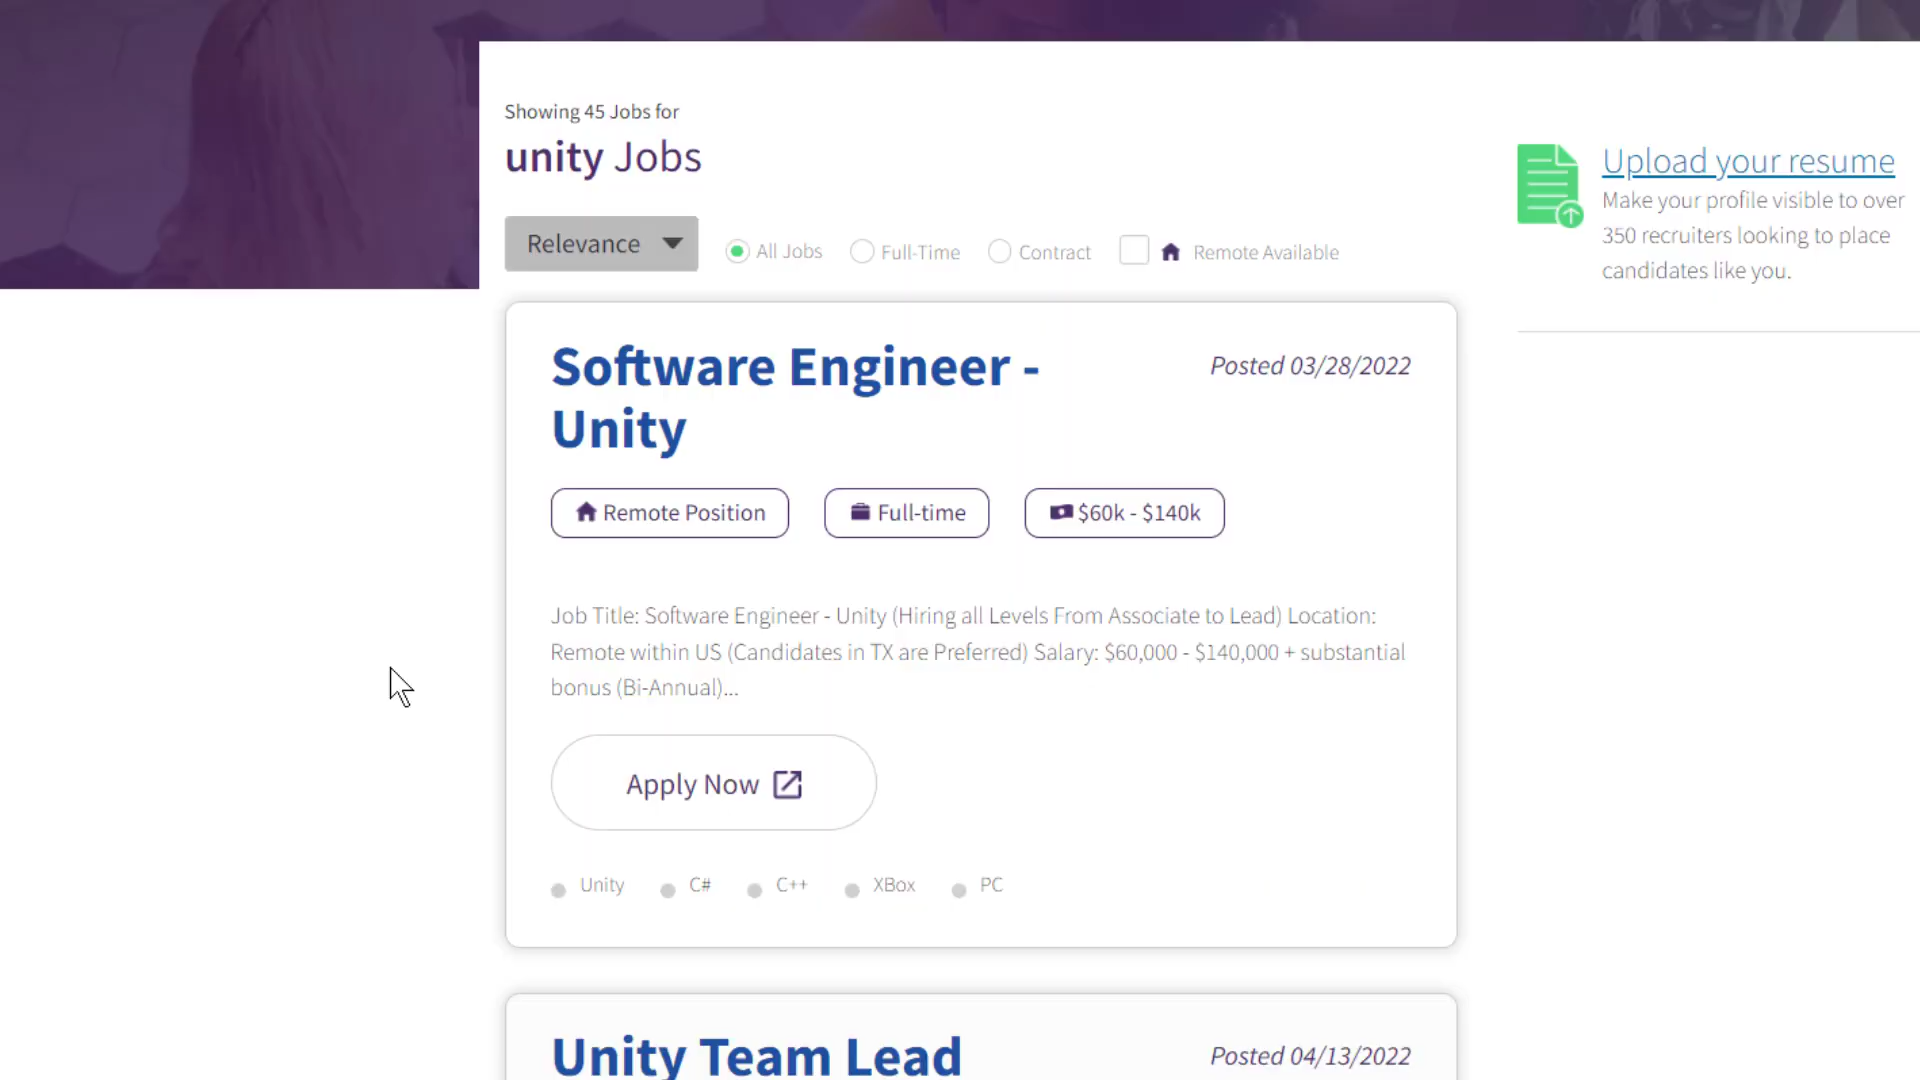 Showing 45 Jobs for
unity Jobs
Relevance
All Jobs
Full-Time
Contract
Remote Available
Upload your resume
Make your profile visible to over
350 recruiters looking to place
candidates like you.
Software Engineer -
Unity
Posted 03/28/2022
Remote Position
Full-time
$60k - $140k
Job Title: Software Engineer - Unity (Hiring all Levels From Associate to Lead) Location:
Remote within US (Candidates in TX are Preferred) Salary: $60,000 - $140,000 + substantial
bonus (Bi-Annual)...
Apply Now
Unity
C#
C++
XBox
PC
Unity Team Lead
Posted 04/13/2022